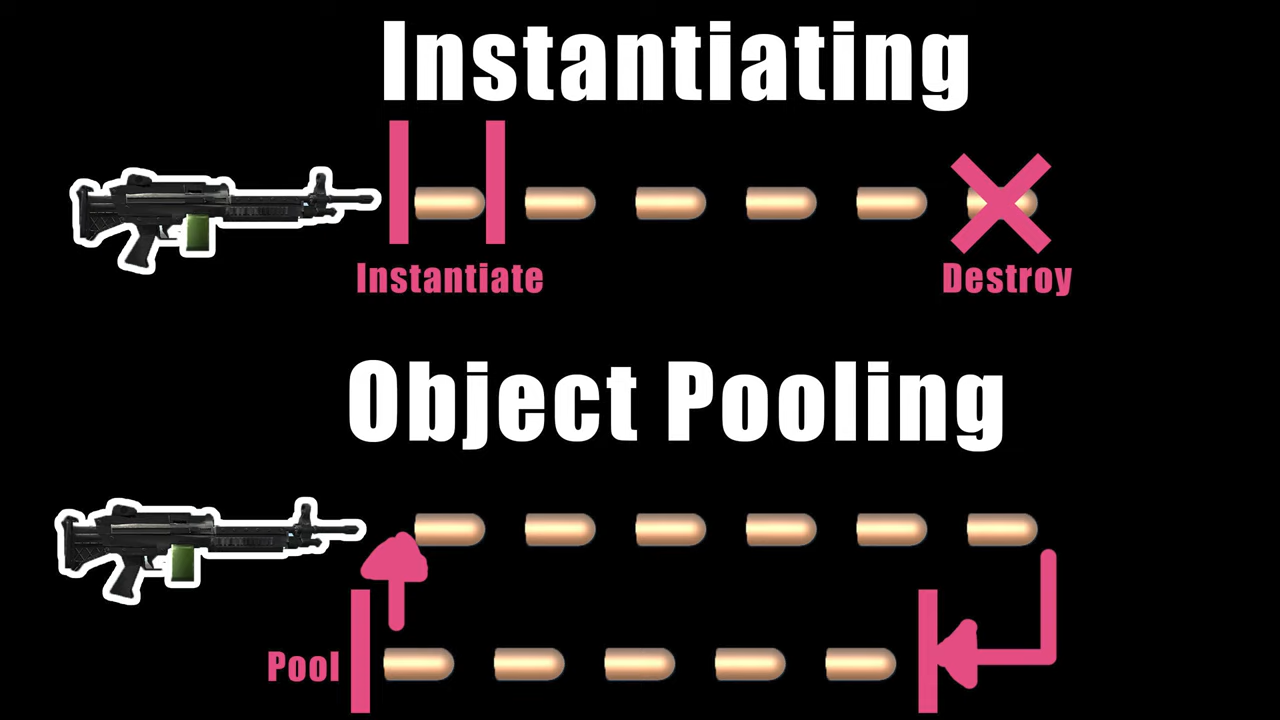 Instantiating
Instantiate
Destroy
Object Pooling
Pool